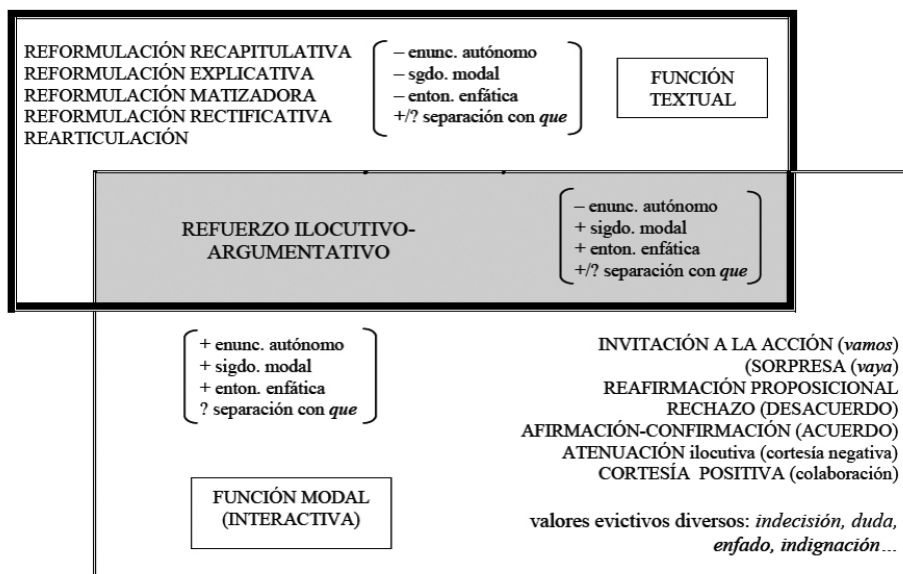 REFORMULACIÓN RECAPITULATIVA
REFORMULACIÓN EXPLICATIVA
REFORMULACIÓN MATIZADORA
REFORMULACIÓN RECTIFICATIVA
REARTICULACIÓN
– enunc. autónomo
– sgdo. modal
– enton. enfática
+/? separación con que
FUNCIÓN
TEXTUAL
REFUERZO ILOCUTIVO-
ARGUMENTATIVO
– enunc. autónomo
+ sigdo. modal
+ enton. enfática
+/? separación con que
+ enunc. autónomo
+ sigdo. modal
+ enton. enfática
? separación con que
INVITACIÓN A LA ACCIÓN (vamos)
(SORPRESA (vaya)
REAFIRMACIÓN PROPOSICIONAL
RECHAZO (DESACUERDO)
AFIRMACIÓN-CONFIRMACIÓN (ACUERDO)
ATENUACIÓN ilocutiva (cortesía negativa)
CORTESÍA POSITIVA (colaboración)
FUNCIÓN MODAL
(INTERACTIVA)
valores evictivos diversos: indecisión, duda,
enfado, indignación…